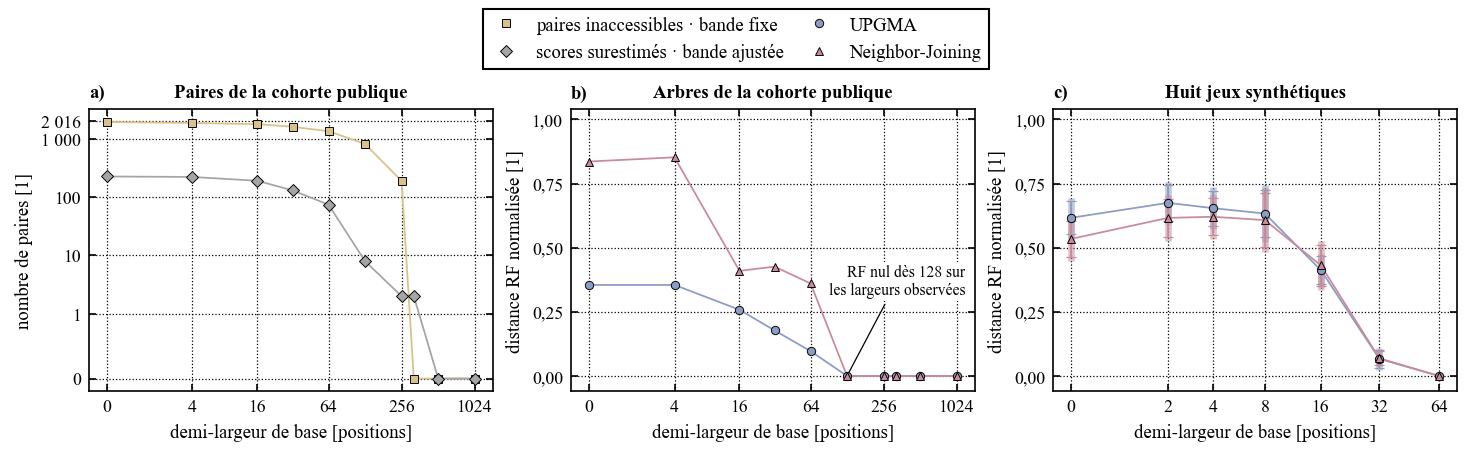 paires inaccessibles · bande fixe
scores surestimés · bande ajustée
UPGMA
Neighbor-Joining
a)
Paires de la cohorte publique
nombre de paires [1]
2 016
1 000
100
10
1
0
0
4
16
64
256
1024
demi-largeur de base [positions]
b)
Arbres de la cohorte publique
distance RF normalisée [1]
1,00
0,75
0,50
0,25
0,00
RF nul dès 128 sur
les largeurs observées
0
4
16
64
256
1024
demi-largeur de base [positions]
c)
Huit jeux synthétiques
distance RF normalisée [1]
1,00
0,75
0,50
0,25
0,00
0
2
4
8
16
32
64
demi-largeur de base [positions]